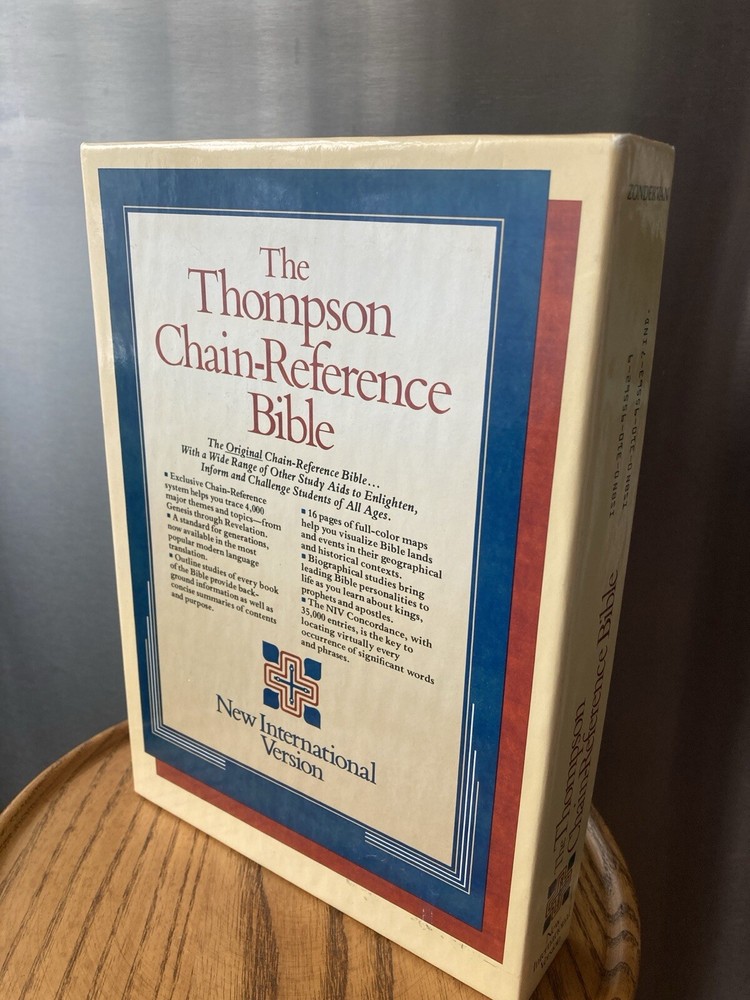 The
Thompson
Chain-Reference
Bible
The Original Chain-Reference Bible...
With a Wide Range of Other Study Aids to Enlighten,
Inform and Challenge Students of All Ages.
▪ Exclusive Chain-Reference
system helps you trace 4,000
major themes and topics—from
Genesis through Revelation.
▪ A standard for generations,
now available in the most
popular modern language
translation.
▪ Outline studies of every book
of the Bible provide back-
ground information as well as
concise summaries of contents
and purpose.
▪ 16 pages of full-color maps
help you visualize Bible lands
and events in their geographical
and historical contexts.
▪ Biographical studies bring
leading Bible personalities to
life as you learn about kings,
prophets and apostles.
▪ The NIV Concordance, with
35,000 entries, is the key to
locating virtually every
occurrence of significant words
and phrases.
New International
Version
ZONDERVAN
The Thompson
Chain-Reference Bible
New
International
Version